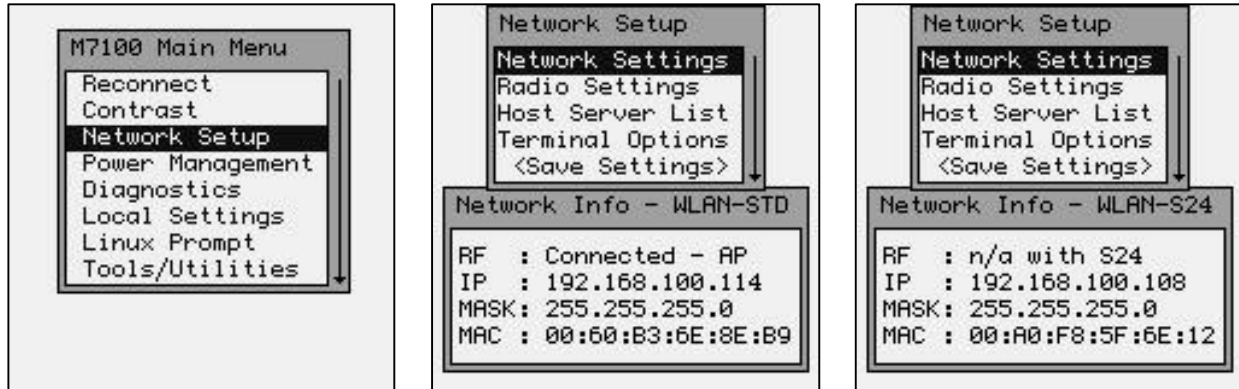 M7100 Main Menu
Reconnect
Contrast
Network Setup
Power Management
Diagnostics
Local Settings
Linux Prompt
Tools/Utilities
Network Setup
Network Settings
Radio Settings
Host Server List
Terminal Options
<Save Settings>
Network Info - WLAN-STD
RF : Connected - AP
IP : 192.168.100.114
MASK: 255.255.255.0
MAC : 00:60:B3:6E:8E:B9
Network Setup
Network Settings
Radio Settings
Host Server List
Terminal Options
<Save Settings>
Network Info - WLAN-S24
RF : n/a with S24
IP : 192.168.100.108
MASK: 255.255.255.0
MAC : 00:A0:F8:5F:6E:12